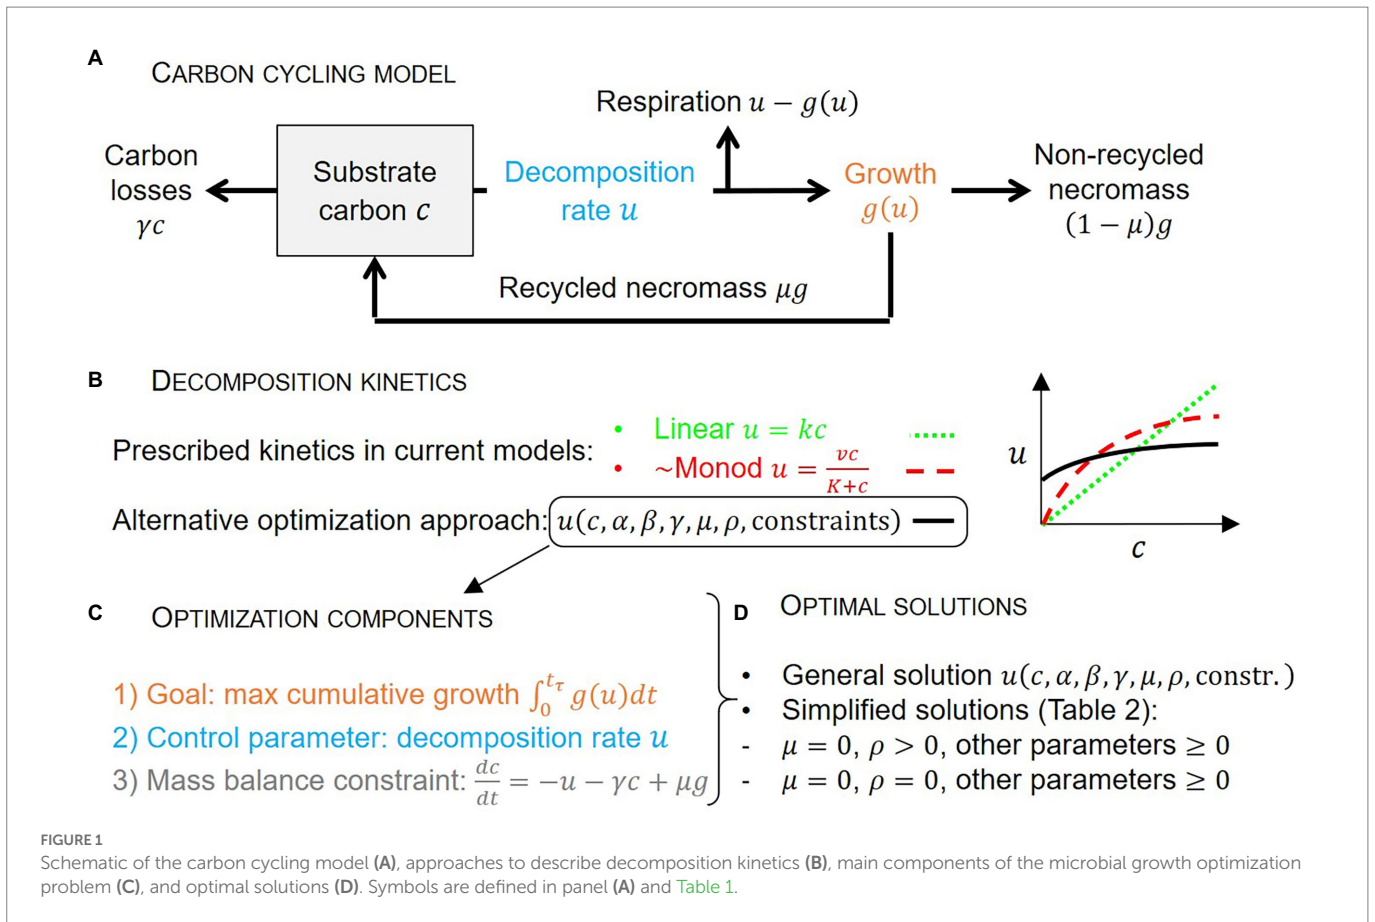 A CARBON CYCLING MODEL
Respiration u − g(u)
Carbon losses γc
Substrate carbon c
Decomposition rate u
Growth g(u)
Non-recycled necromass (1 − μ)g
Recycled necromass μg
B DECOMPOSITION KINETICS
Prescribed kinetics in current models:
• Linear u = kc
• ~Monod u = vc/(K+c)
Alternative optimization approach: u(c, α, β, γ, μ, ρ, constraints)
u
c
C OPTIMIZATION COMPONENTS
1) Goal: max cumulative growth ∫₀^{t_τ} g(u)dt
2) Control parameter: decomposition rate u
3) Mass balance constraint: dc/dt = −u − γc + μg
D OPTIMAL SOLUTIONS
• General solution u(c, α, β, γ, μ, ρ, constr.)
• Simplified solutions (Table 2):
- μ = 0, ρ > 0, other parameters ≥ 0
- μ = 0, ρ = 0, other parameters ≥ 0
FIGURE 1
Schematic of the carbon cycling model (A), approaches to describe decomposition kinetics (B), main components of the microbial growth optimization
problem (C), and optimal solutions (D). Symbols are defined in panel (A) and Table 1.